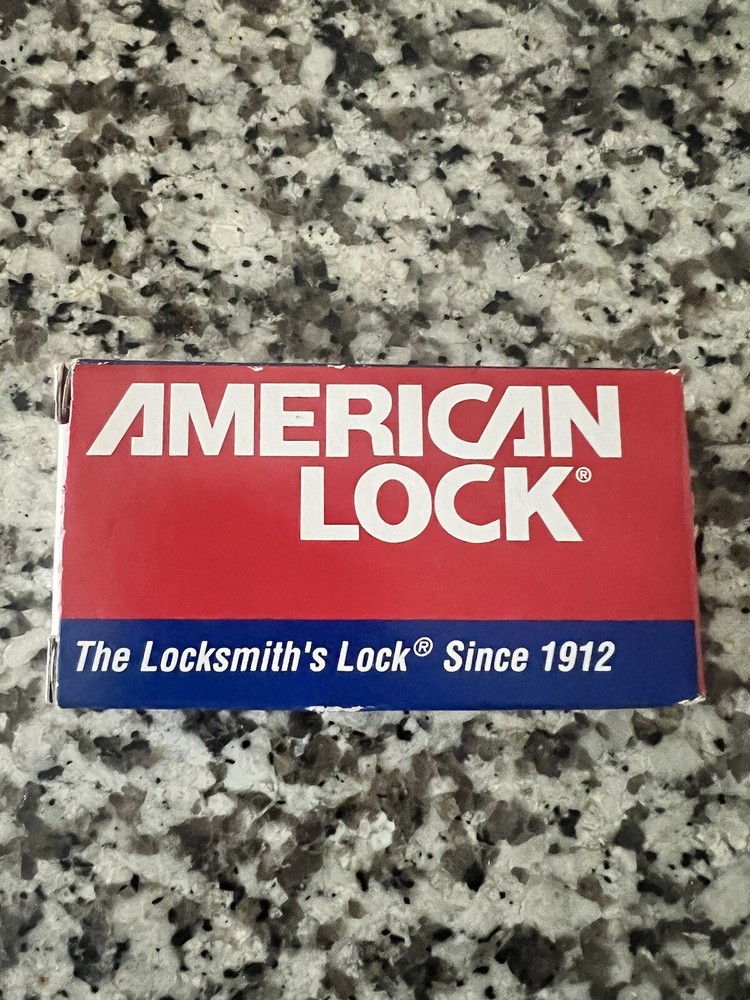 AMERICAN
LOCK®
The Locksmith's Lock® Since 1912